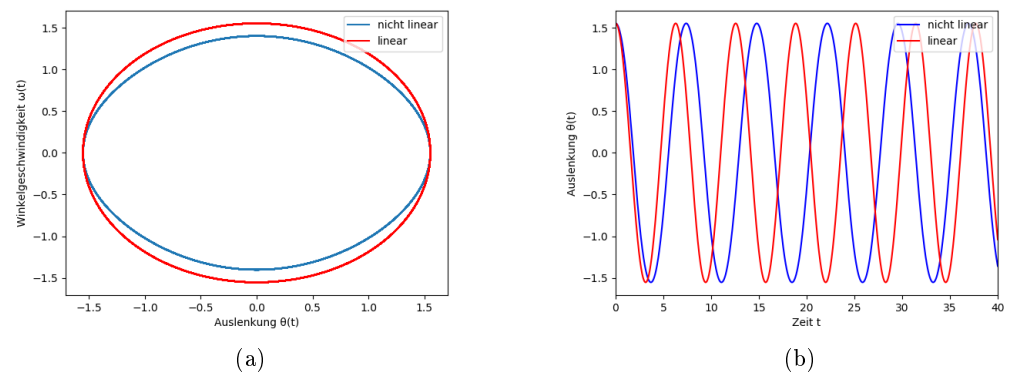 nicht linear
linear
1.5
1.0
0.5
0.0
−0.5
−1.0
−1.5
Winkelgeschwindigkeit ω(t)
−1.5 −1.0 −0.5 0.0 0.5 1.0 1.5
Auslenkung θ(t)
(a)
nicht linear
linear
1.5
1.0
0.5
0.0
−0.5
−1.0
−1.5
Auslenkung θ(t)
0 5 10 15 20 25 30 35 40
Zeit t
(b)